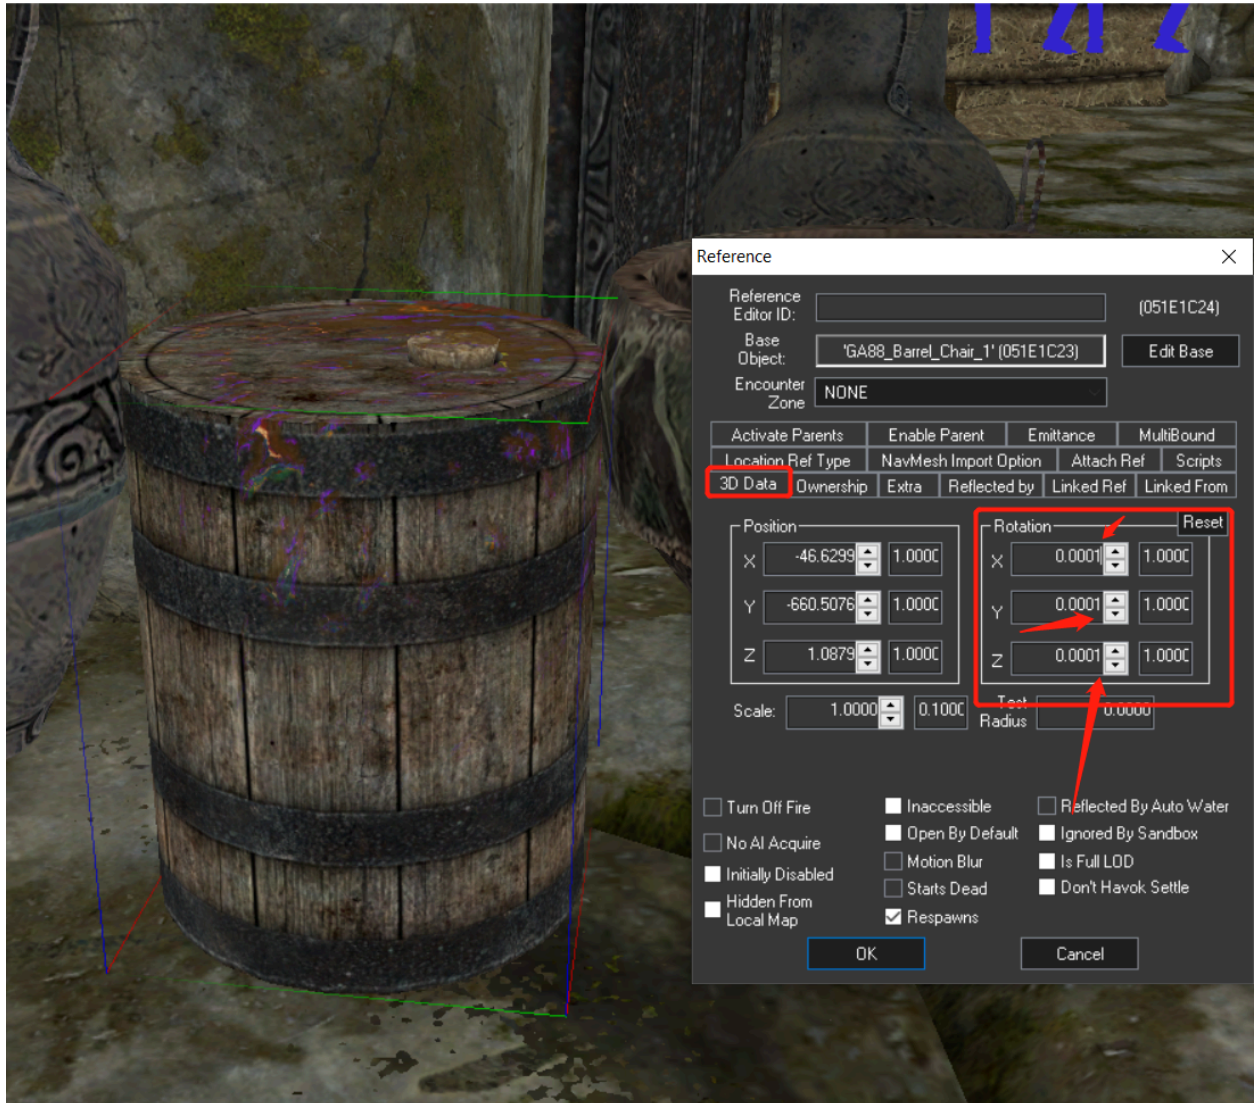 Reference
Reference
Editor ID:
(051E1C24)
Base
Object:
'GA88_Barrel_Chair_1' (051E1C23)
Edit Base
Encounter
Zone
NONE
Activate Parents Enable Parent Emittance MultiBound
Location Ref Type NavMesh Import Option Attach Ref Scripts
3D Data Ownership Extra Reflected by Linked Ref Linked From
Position Rotation Reset
X -46.6299 1.0000 X 0.0001 1.0000
Y -660.5076 1.0000 Y 0.0001 1.0000
Z 1.0879 1.0000 Z 0.0001 1.0000
Scale: 1.0000 0.1000 Test
Radius 0.0000
Turn Off Fire Inaccessible Reflected By Auto Water
No AI Acquire Open By Default Ignored By Sandbox
Motion Blur Is Full LOD
Initially Disabled Starts Dead Don't Havok Settle
Hidden From
Local Map Respawns
OK Cancel